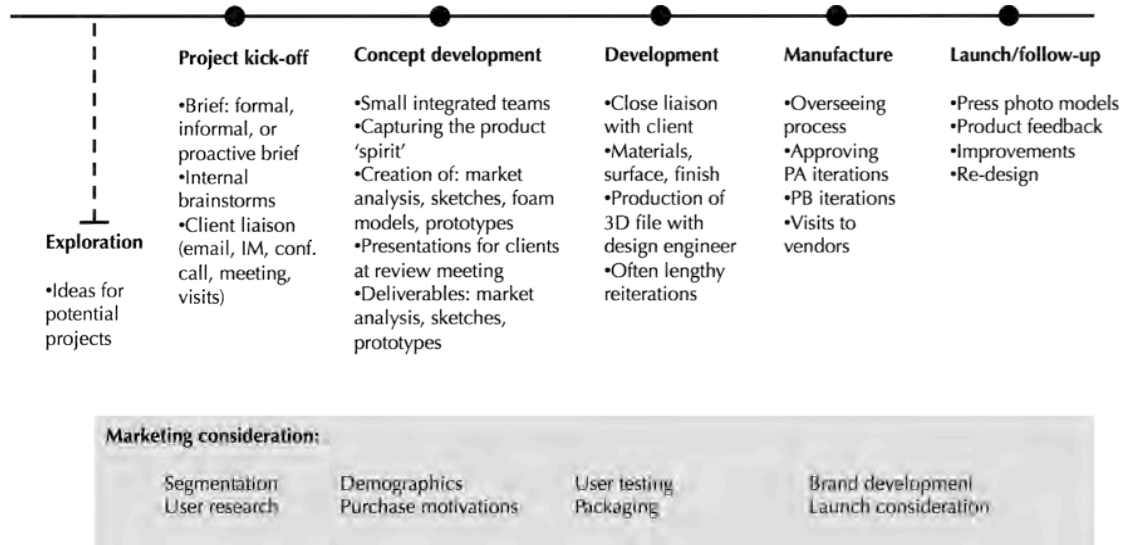 Project kick-off
•Brief: formal,
informal, or
proactive brief
•Internal
brainstorms
•Client liaison
(email, IM, conf.
call, meeting,
visits)
Concept development
•Small integrated teams
•Capturing the product
‘spirit’
•Creation of: market
analysis, sketches, foam
models, prototypes
•Presentations for clients
at review meeting
•Deliverables: market
analysis, sketches,
prototypes
Development
•Close liaison
with client
•Materials,
surface, finish
•Production of
3D file with
design engineer
•Often lengthy
reiterations
Manufacture
•Overseeing
process
•Approving
PA iterations
•PB iterations
•Visits to
vendors
Launch/follow-up
•Press photo models
•Product feedback
•Improvements
•Re-design
Exploration
•Ideas for
potential
projects
Marketing consideration:
Segmentation
User research
Demographics
Purchase motivations
User testing
Packaging
Brand development
Launch consideration